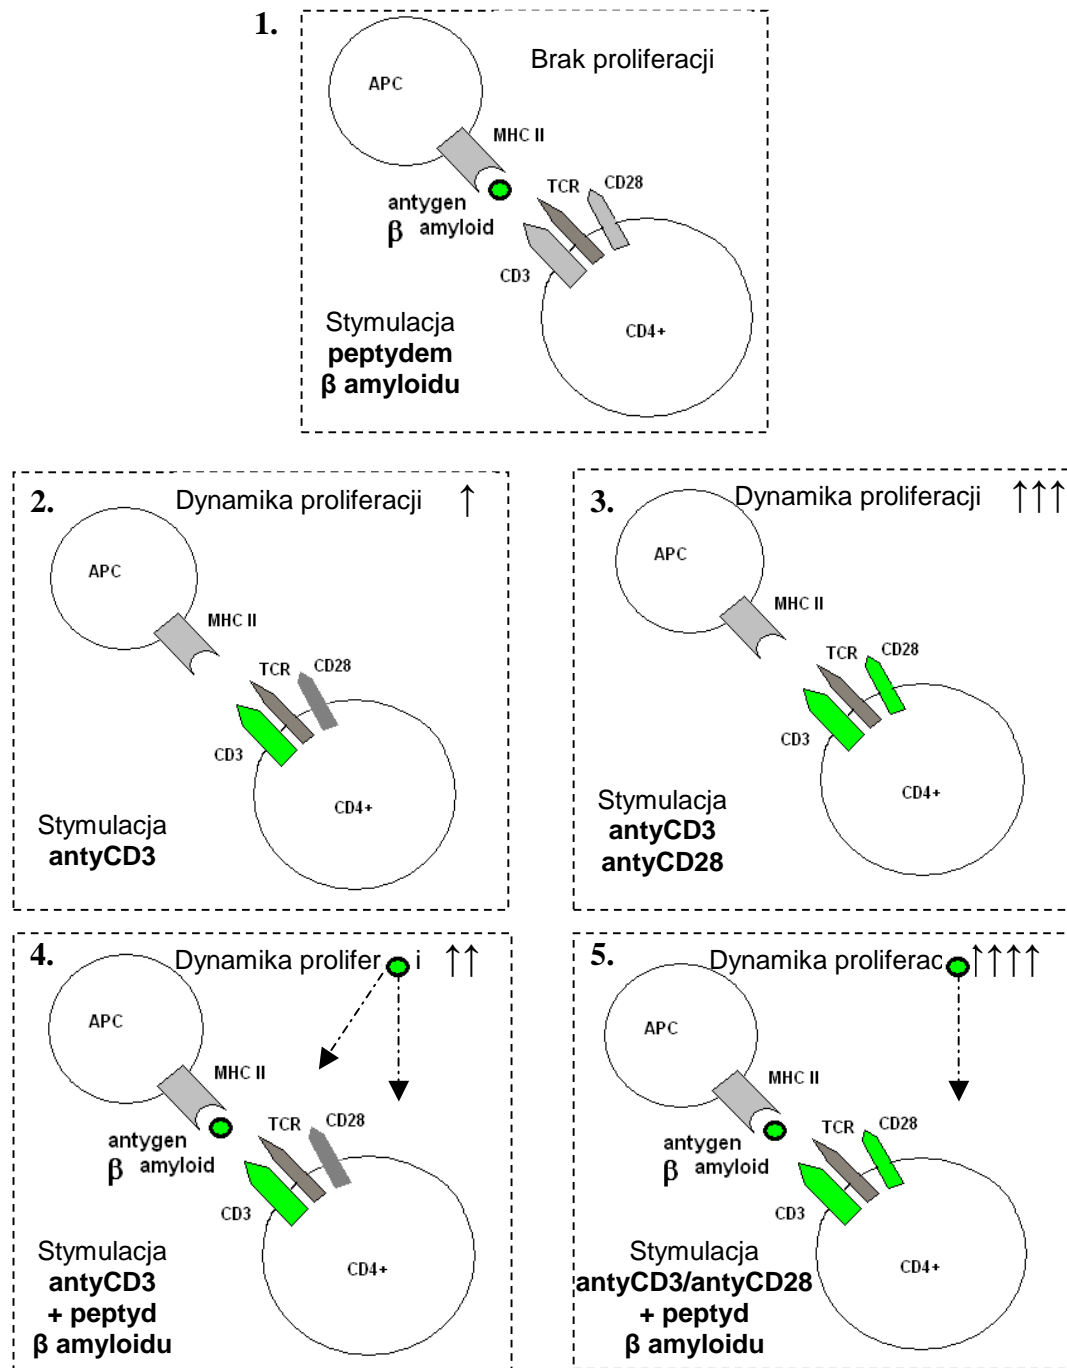 1.
Brak proliferacji
APC
MHC II
antygen
β amyloid
TCR
CD28
CD3
CD4+
Stymulacja
peptydem
β amyloidu
2.
Dynamika proliferacji ↑
APC
MHC II
TCR
CD28
CD3
CD4+
Stymulacja
antyCD3
3.
Dynamika proliferacji ↑↑↑
APC
MHC II
TCR
CD28
CD3
CD4+
Stymulacja
antyCD3
antyCD28
4.
Dynamika prolifer i ↑↑
APC
MHC II
antygen
β amyloid
TCR
CD28
CD3
CD4+
Stymulacja
antyCD3
+ peptyd
β amyloidu
5.
Dynamika proliferac ↑↑↑↑
APC
MHC II
antygen
β amyloid
TCR
CD28
CD3
CD4+
Stymulacja
antyCD3/antyCD28
+ peptyd
β amyloidu